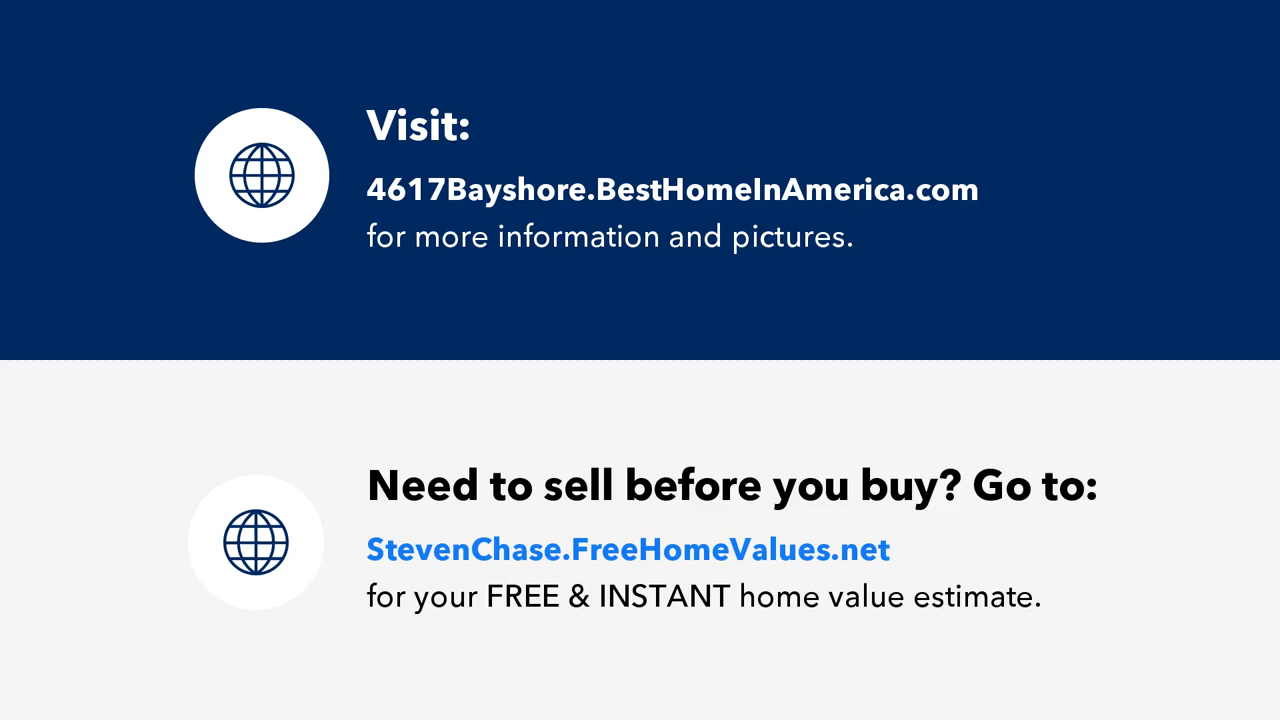 Visit:
4617Bayshore.BestHomeInAmerica.com
for more information and pictures.
Need to sell before you buy? Go to:
StevenChase.FreeHomeValues.net
for your FREE & INSTANT home value estimate.